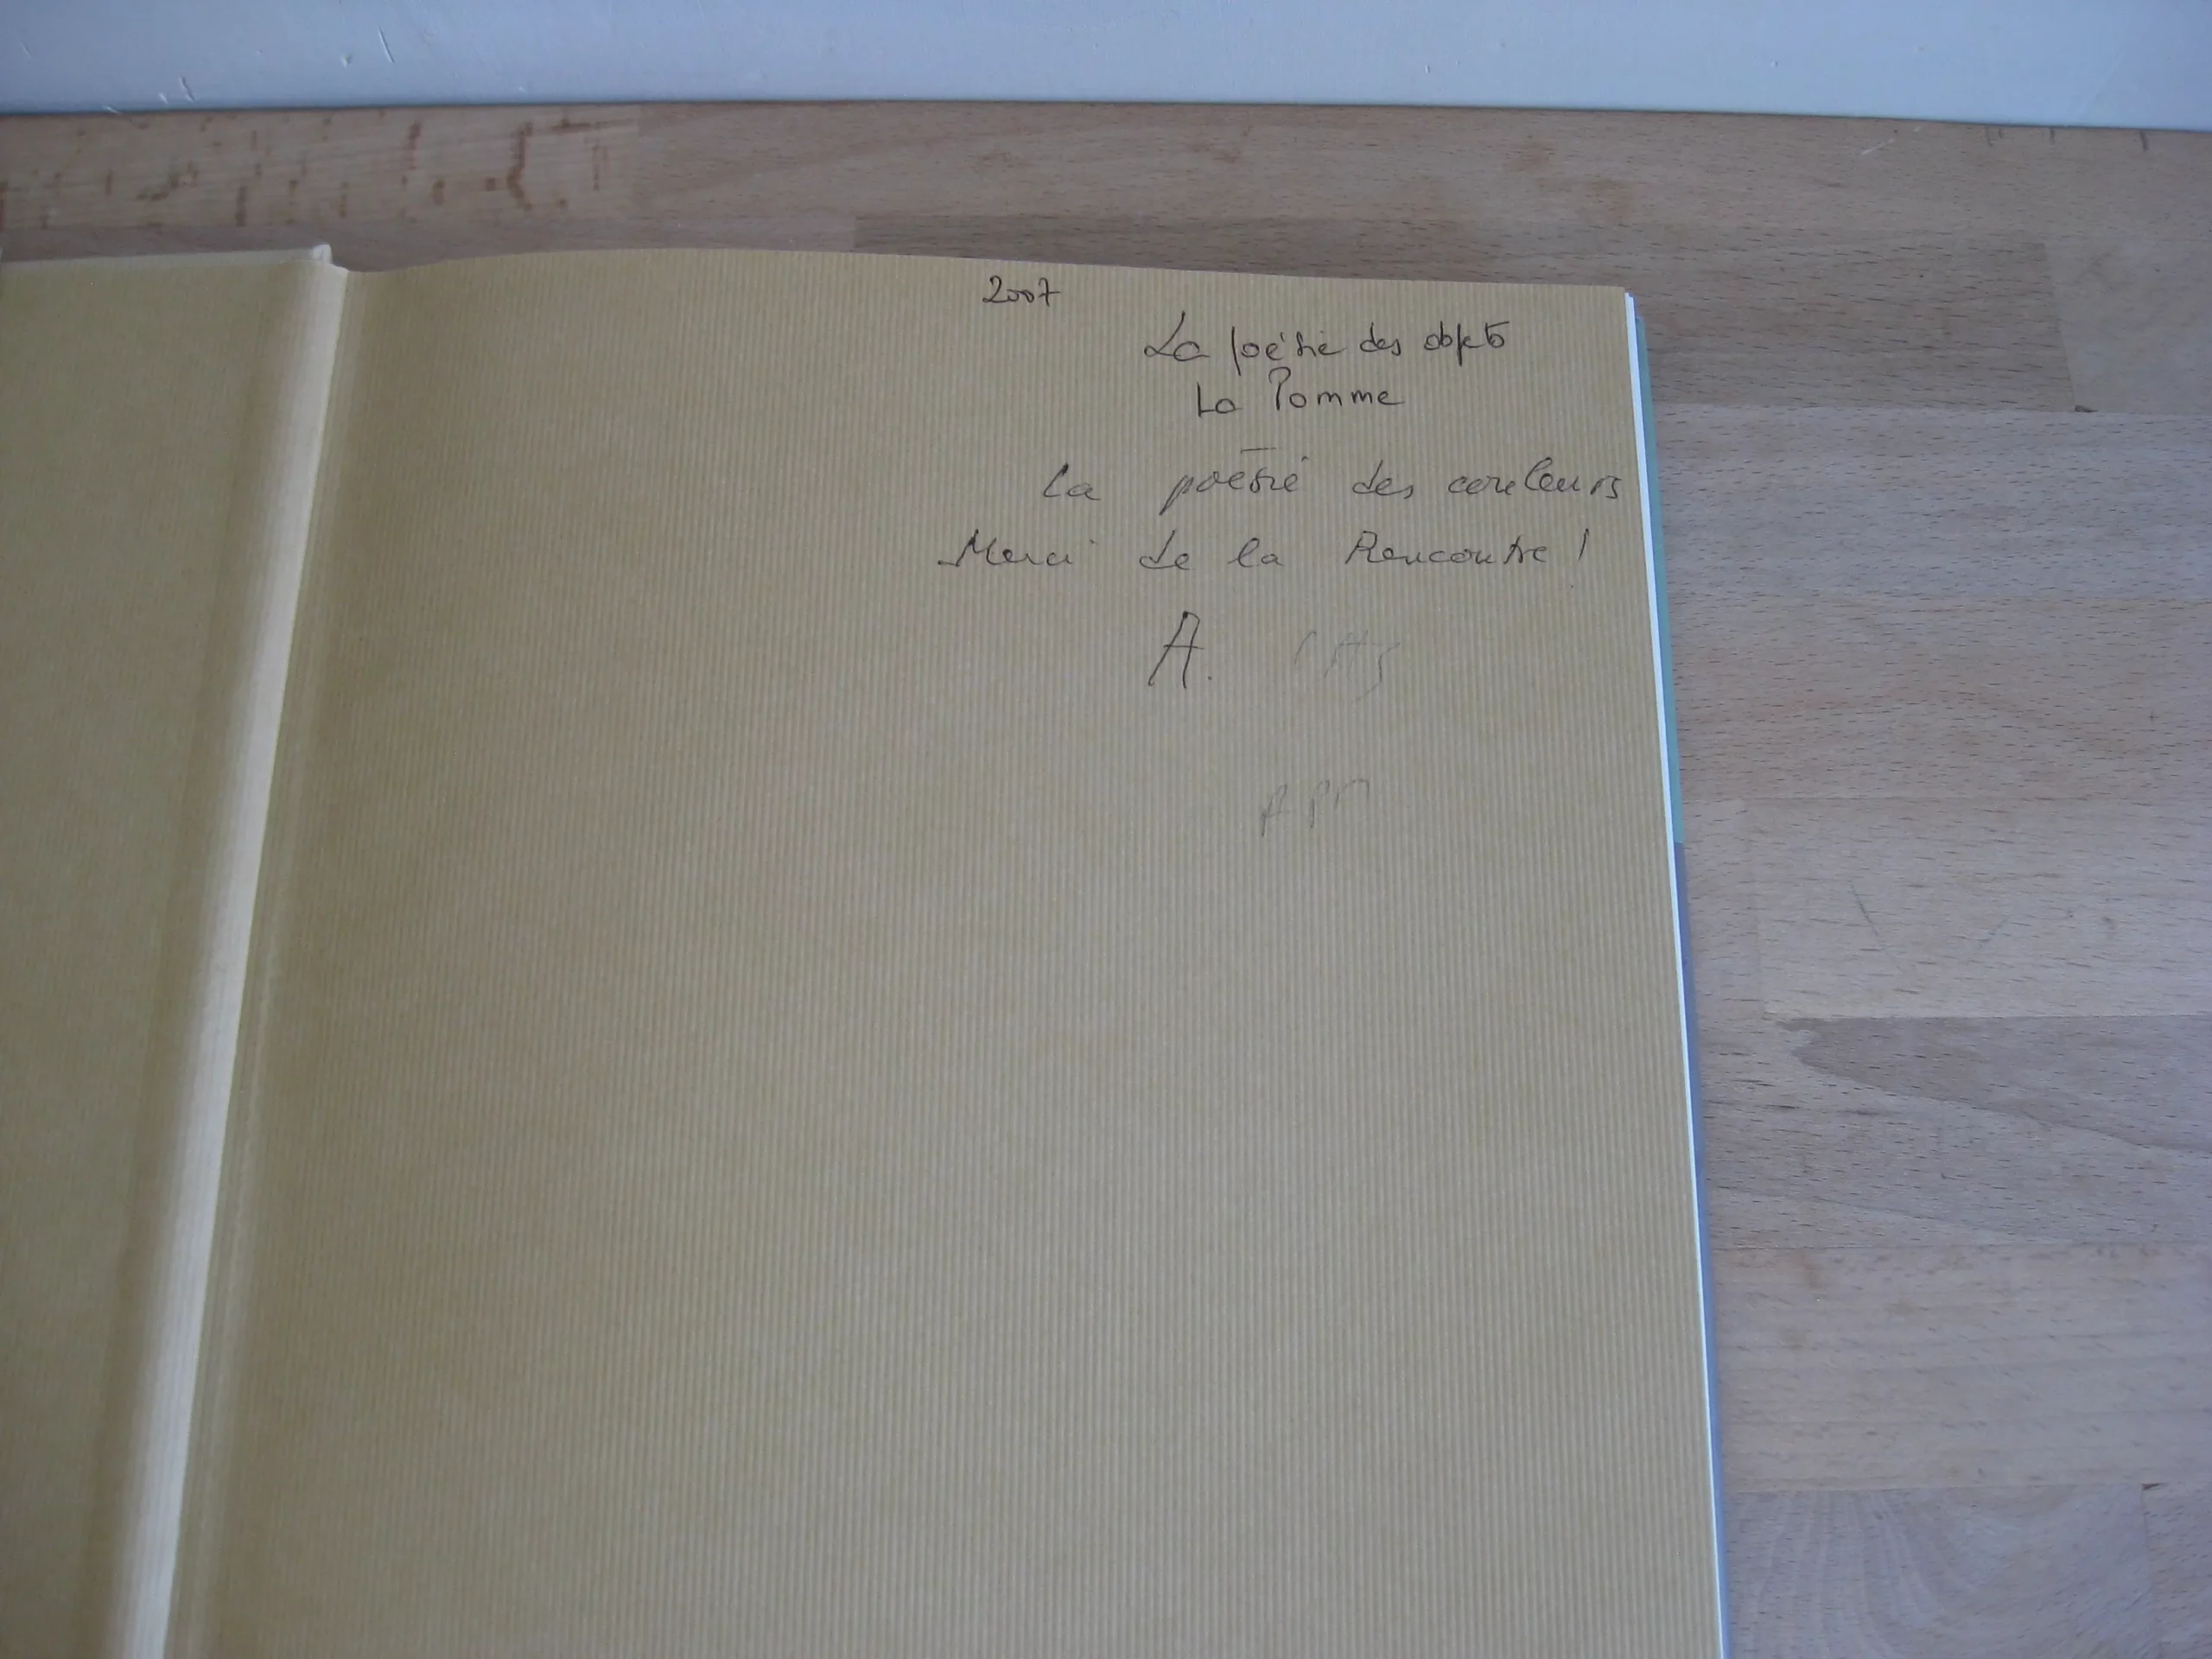 2007
La poésie des objets
La Pomme
La poésie des couleurs
Merci de la Rencontre !
A.